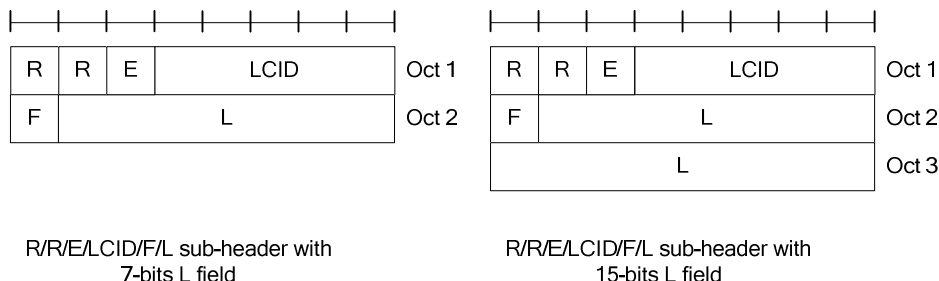 R R E LCID Oct 1
F L Oct 2
R/R/E/LCID/F/L sub-header with
7-bits L field
R R E LCID Oct 1
F L Oct 2
L Oct 3
R/R/E/LCID/F/L sub-header with
15-bits L field